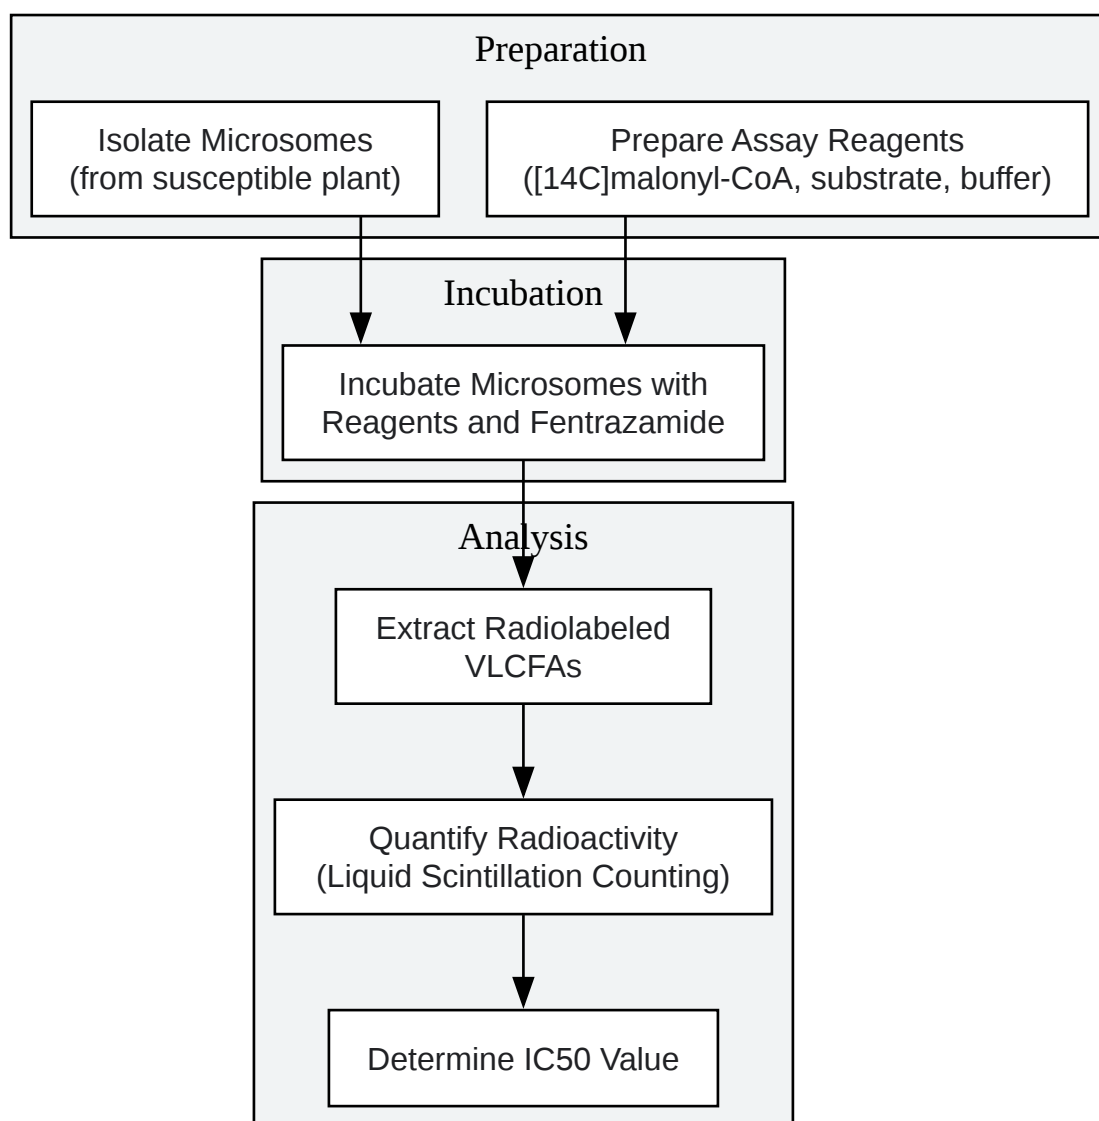 Preparation
Isolate Microsomes
(from susceptible plant)
Prepare Assay Reagents
([14C]malonyl-CoA, substrate, buffer)
Incubation
Incubate Microsomes with
Reagents and Fentrazamide
Analysis
Extract Radiolabeled
VLCFAs
Quantify Radioactivity
(Liquid Scintillation Counting)
Determine IC50 Value